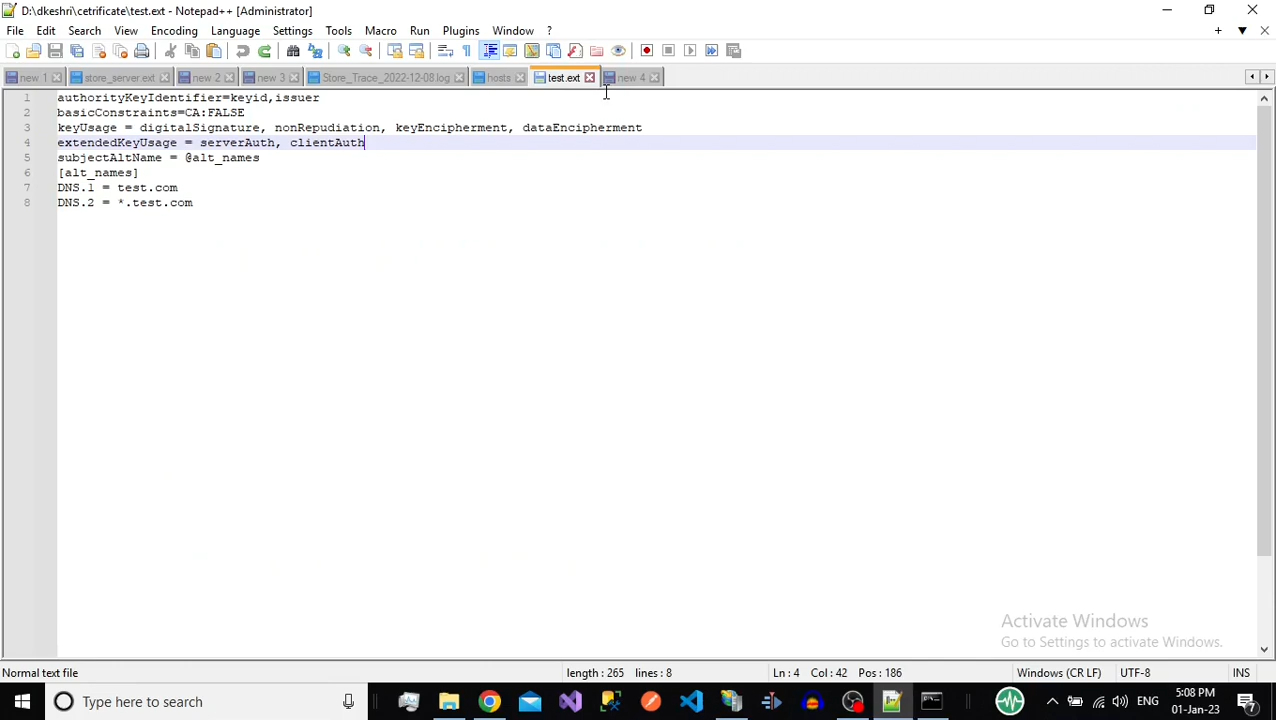 D:\dkeshri\cetrificate\test.ext - Notepad++ [Administrator]
File Edit Search View Encoding Language Settings Tools Macro Run Plugins Window ?
new 1 store_server.ext new 2 new 3 Store_Trace_2022-12-08.log hosts test.ext new 4
1 authorityKeyIdentifier=keyid,issuer
2 basicConstraints=CA:FALSE
3 keyUsage = digitalSignature, nonRepudiation, keyEncipherment, dataEncipherment
4 extendedKeyUsage = serverAuth, clientAuth
5 subjectAltName = @alt_names
6 [alt_names]
7 DNS.1 = test.com
8 DNS.2 = *.test.com
Activate Windows
Go to Settings to activate Windows.
Normal text file length : 265 lines : 8 Ln : 4 Col : 42 Pos : 186 Windows (CR LF) UTF-8 INS
Type here to search ENG 5:08 PM
01-Jan-23 7